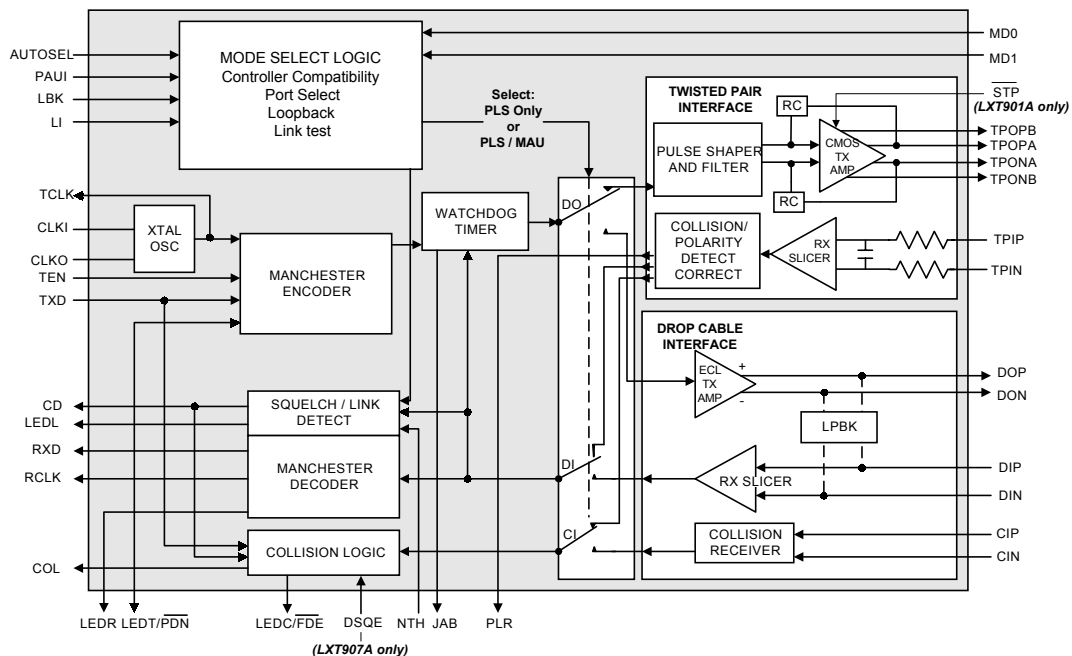 AUTOSEL
PAUI
LBK
LI
MODE SELECT LOGIC
Controller Compatibility
Port Select
Loopback
Link test
MD0
MD1
Select:
PLS Only
or
PLS / MAU
TWISTED PAIR
INTERFACE
STP
(LXT901A only)
RC
PULSE SHAPER
AND FILTER
CMOS
TX
AMP
RC
TPOPB
TPOPA
TPONA
TPONB
TCLK
CLKI
CLKO
TEN
TXD
XTAL
OSC
MANCHESTER
ENCODER
WATCHDOG
TIMER
DO
COLLISION/
POLARITY
DETECT
CORRECT
RX
SLICER
TPIP
TPIN
DROP CABLE
INTERFACE
ECL
TX
AMP
+
-
DOP
DON
LPBK
CD
LEDL
RXD
RCLK
SQUELCH / LINK
DETECT
MANCHESTER
DECODER
DI
RX SLICER
DIP
DIN
COL
COLLISION LOGIC
CI
COLLISION
RECEIVER
CIP
CIN
LEDR
LEDT/PDN
LEDC/FDE
DSQE
(LXT907A only)
NTH
JAB
PLR